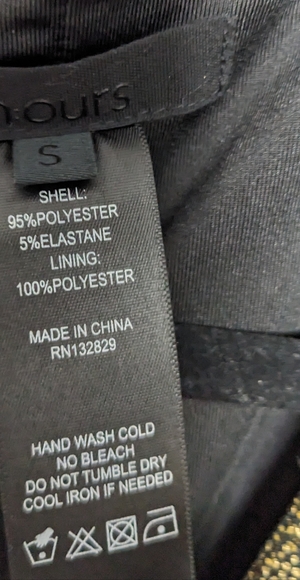 n:ours
S
SHELL:
95%POLYESTER
5%ELASTANE
LINING:
100%POLYESTER
MADE IN CHINA
RN132829
HAND WASH COLD
NO BLEACH
DO NOT TUMBLE DRY
COOL IRON IF NEEDED